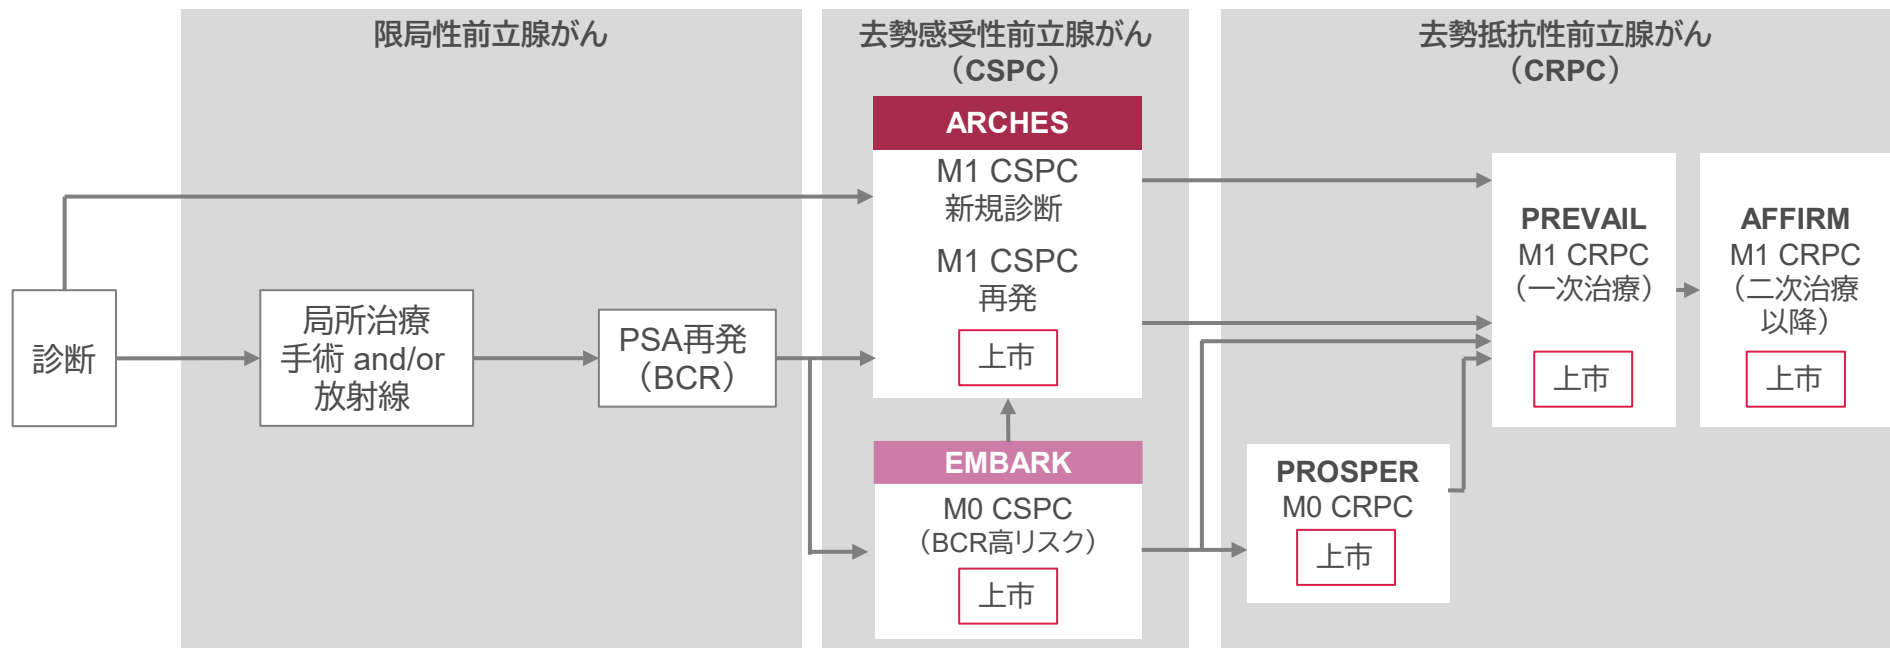 限局性前立腺がん
去勢感受性前立腺がん
（CSPC）
去勢抵抗性前立腺がん
（CRPC）
診断
局所治療
手術 and/or
放射線
PSA再発
（BCR）
ARCHES
M1 CSPC
新規診断
M1 CSPC
再発
上市
EMBARK
M0 CSPC
（BCR高リスク）
上市
PROSPER
M0 CRPC
上市
PREVAIL
M1 CRPC
（一次治療）
上市
AFFIRM
M1 CRPC
（二次治療
以降）
上市